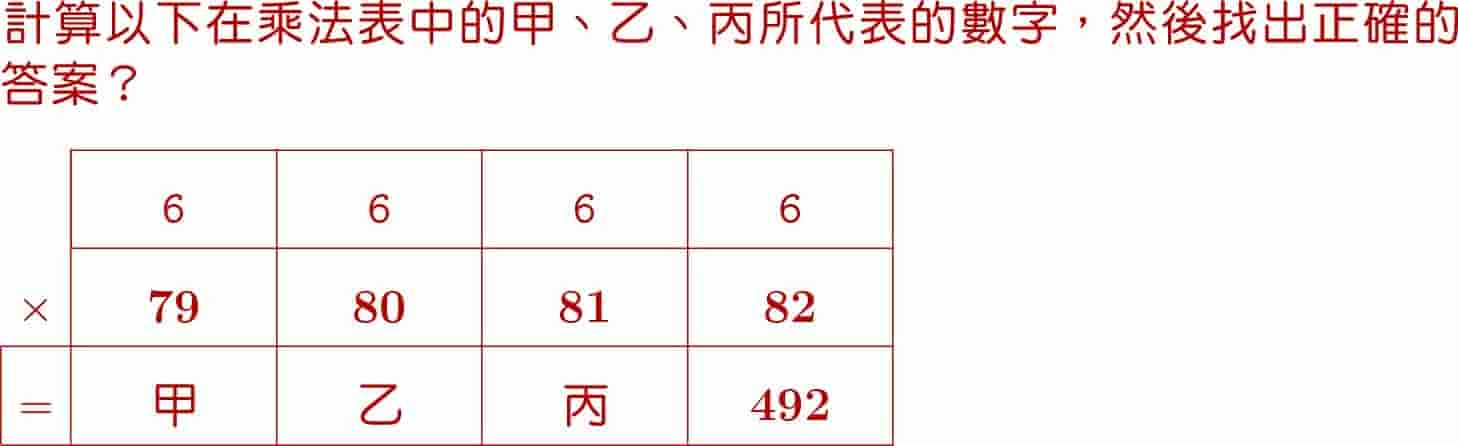 計算以下在乘法表中的甲、乙、丙所代表的數字，然後找出正確的
答案？
6 6 6 6
× 79 80 81 82
= 甲 乙 丙 492